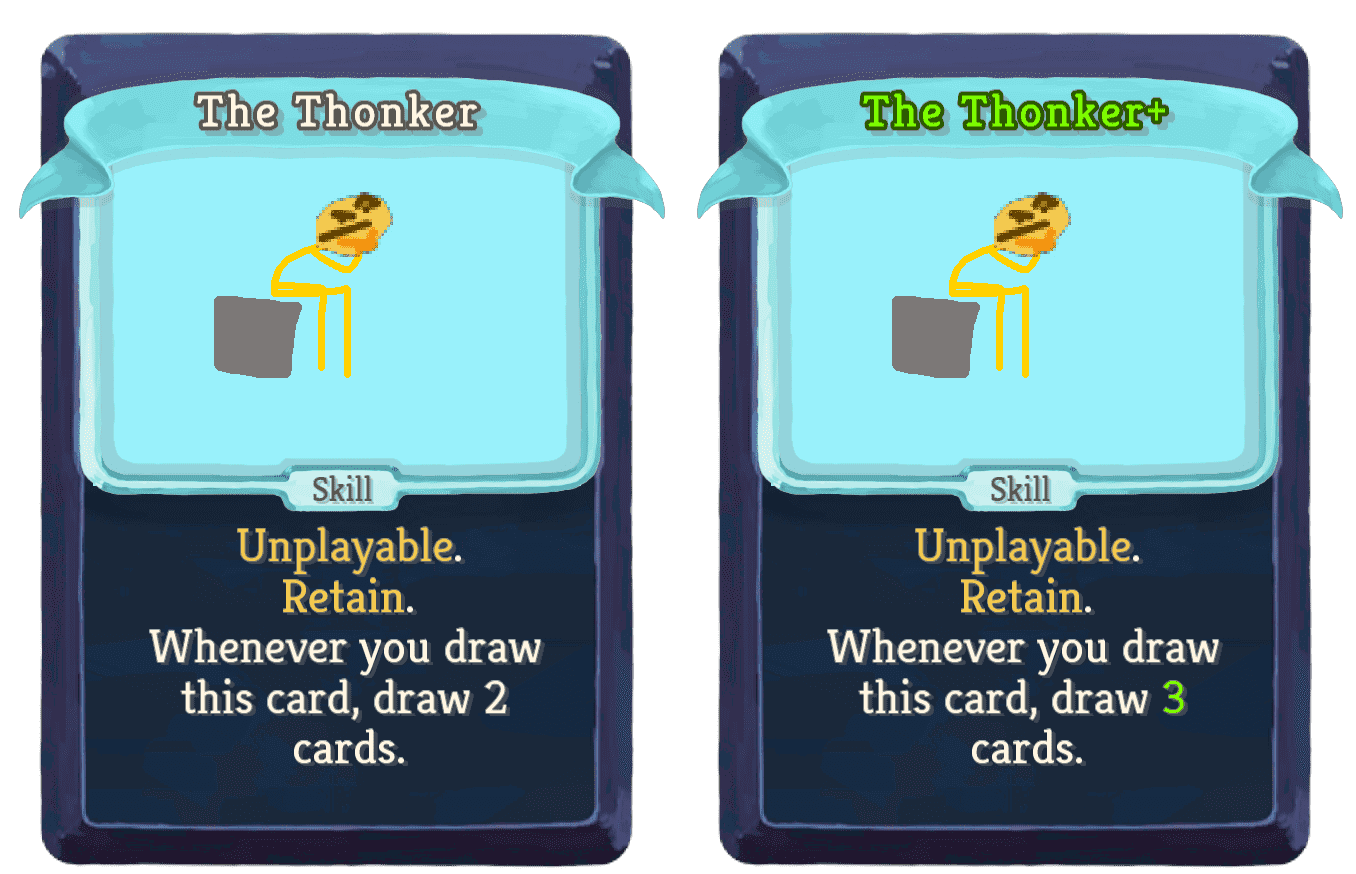 The Thonker
Skill
Unplayable.
Retain.
Whenever you draw
this card, draw 2
cards.
The Thonker+
Skill
Unplayable.
Retain.
Whenever you draw
this card, draw 3
cards.